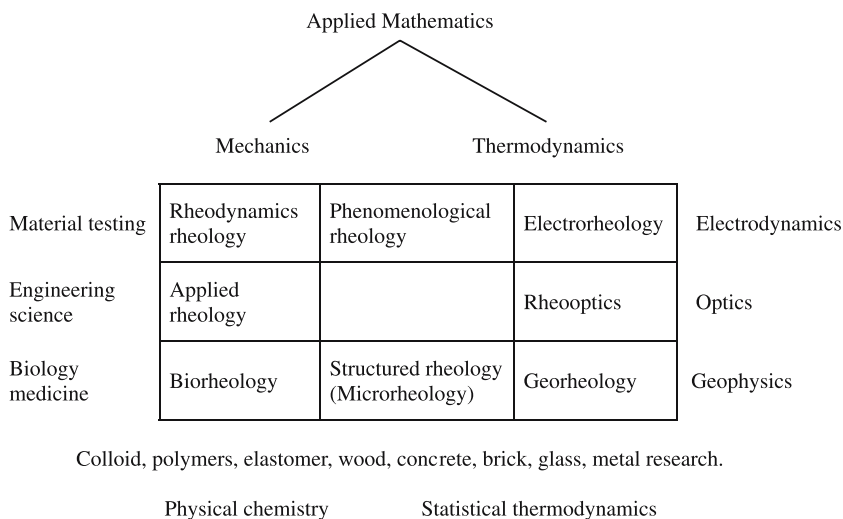 Applied Mathematics
Mechanics
Thermodynamics
Material testing
Rheodynamics
rheology
Phenomenological
rheology
Electrorheology
Electrodynamics
Engineering
science
Applied
rheology
Rheooptics
Optics
Biology
medicine
Biorheology
Structured rheology
(Microrheology)
Georheology
Geophysics
Colloid, polymers, elastomer, wood, concrete, brick, glass, metal research.
Physical chemistry
Statistical thermodynamics